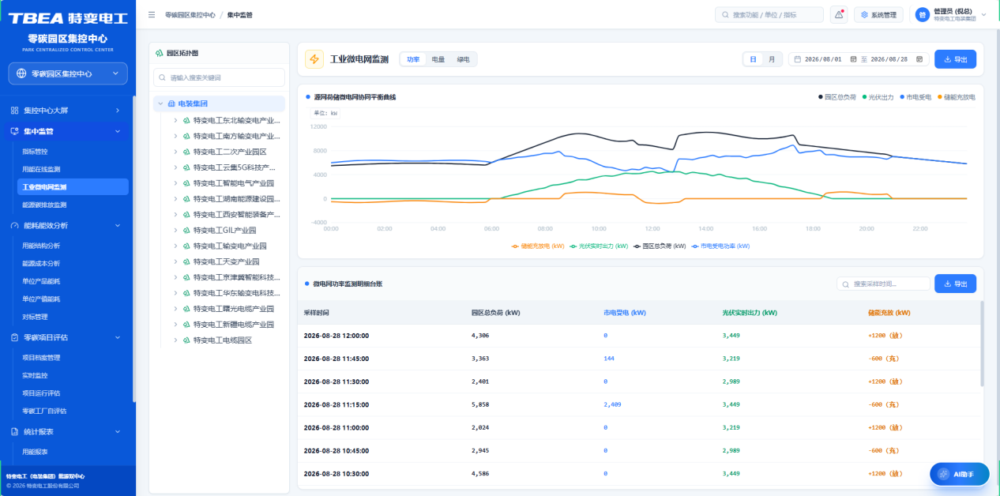 TBEA 特变电工
零碳园区集控中心
PARK CENTRALIZED CONTROL CENTER
零碳园区集控中心
集控中心大屏
集中监管
指标管控
用能在线监测
工业微电网监测
能源碳排放监测
能耗能效分析
用能结构分析
能源成本分析
单位产品能耗
单位产值能耗
对标管理
零碳项目评估
项目档案管理
实时监控
项目运行评估
零碳工厂自评估
统计报表
用能报表
特变电工（电装集团）能源双中心
© 2026 特变电工股份有限公司
零碳园区集控中心 / 集中监管
搜索功能 / 单位 / 指标
系统管理
管
管理员 (税总)
特变电工电装集团
园区拓扑图
请输入搜索关键词
电装集团
特变电工东北输变电产业...
特变电工南方输变电产业...
特变电工二次产业园区
特变电工云集5G科技产...
特变电工智能电气产业园
特变电工湖南能源建设园...
特变电工西安智能装备产...
特变电工GIL产业园
特变电工输变电产业园
特变电工天变产业园
特变电工京津冀智能科技...
特变电工华东输变电科技...
特变电工曙光电缆产业园
特变电工新疆电缆产业园
特变电工电缆园区
工业微电网监测
功率 电量 绿电
日 月
2026/08/01 至 2026/08/28
导出
源网荷储微电网协同平衡曲线
园区总负荷 光伏出力 市电受电 储能充放电
单位: kW
12000
8000
4000
0
-4000
00:00 02:00 04:00 06:00 08:00 10:00 12:00 14:00 16:00 18:00 20:00 22:00
储能充放电 (kW) 光伏实时出力 (kW) 园区总负荷 (kW) 市电受电功率 (kW)
微电网功率监测明细台账
搜索采样时间...
导出
采样时间 园区总负荷 (kW) 市电受电 (kW) 光伏实时出力 (kW) 储能充放 (kW)
2026-08-28 12:00:00 4,306 0 3,449 +1200 (放)
2026-08-28 11:45:00 3,363 144 3,219 -600 (充)
2026-08-28 11:30:00 2,401 0 2,989 +1200 (放)
2026-08-28 11:15:00 5,858 2,409 3,449 -600 (充)
2026-08-28 11:00:00 2,024 0 3,219 +1200 (放)
2026-08-28 10:45:00 2,945 0 2,989 -600 (充)
2026-08-28 10:30:00 4,586 0 3,449 +1200 (放)
AI助手